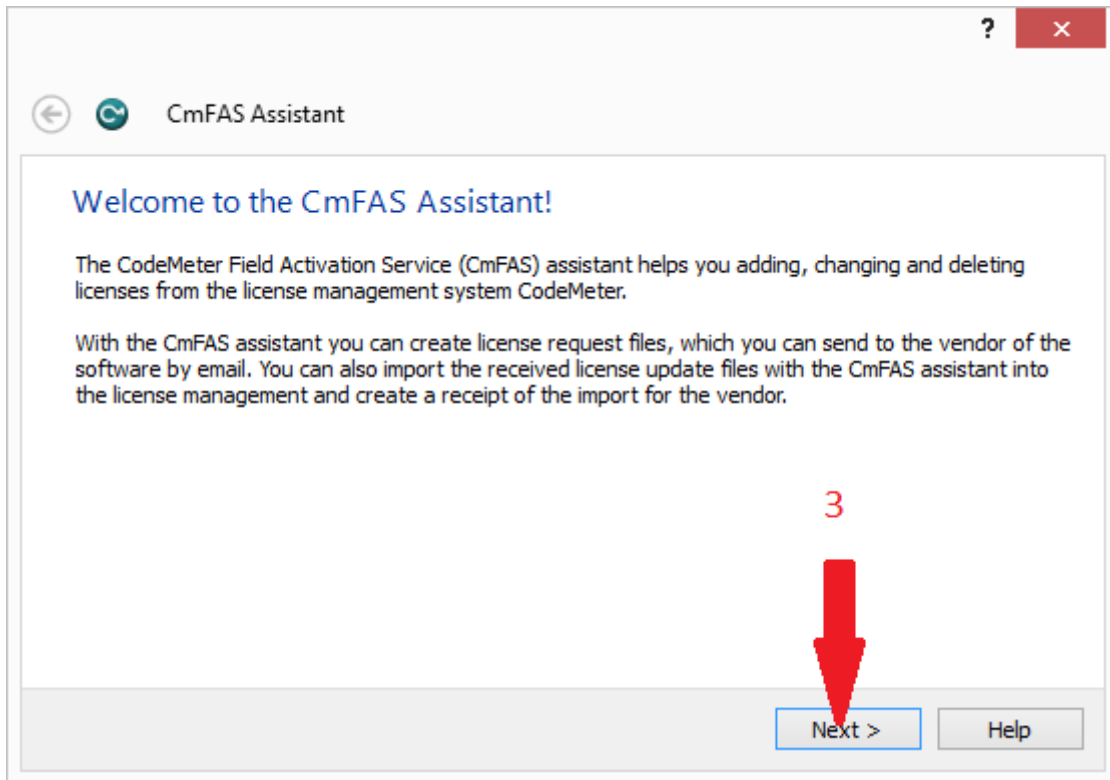 ?
CmFAS Assistant
Welcome to the CmFAS Assistant!
The CodeMeter Field Activation Service (CmFAS) assistant helps you adding, changing and deleting
licenses from the license management system CodeMeter.
With the CmFAS assistant you can create license request files, which you can send to the vendor of the
software by email. You can also import the received license update files with the CmFAS assistant into
the license management and create a receipt of the import for the vendor.
3
Next >
Help